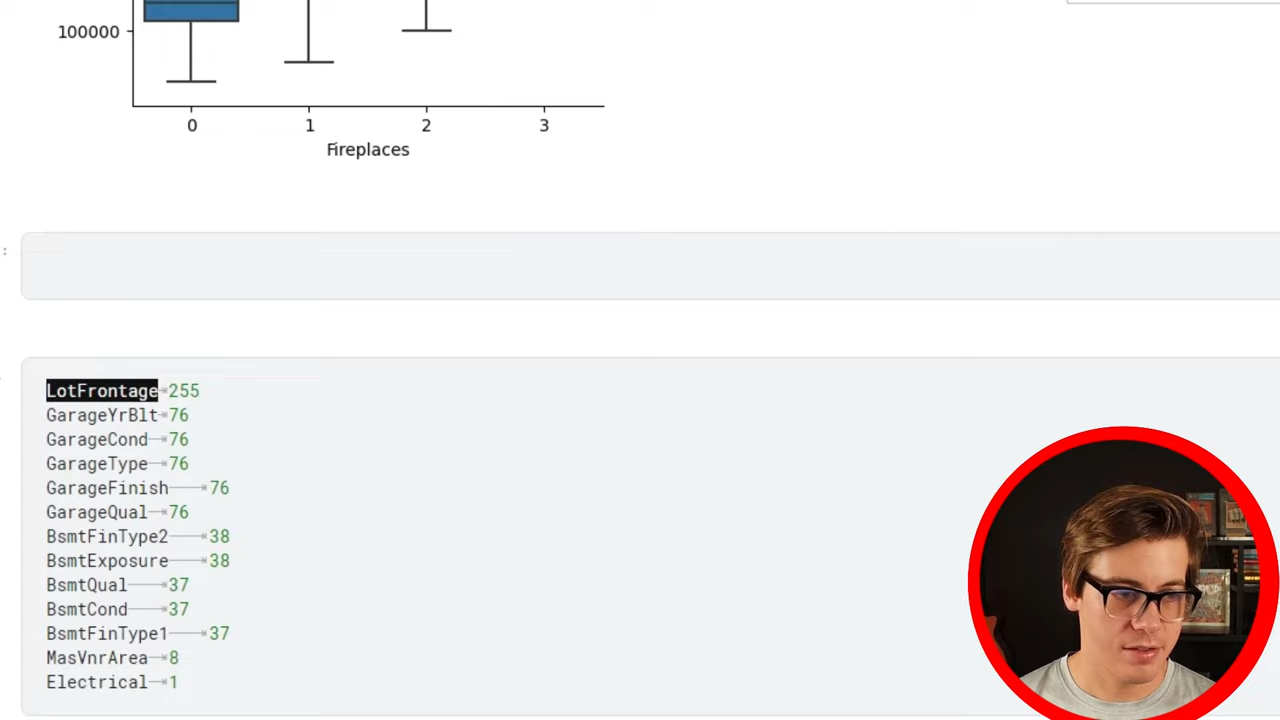 100000
0 1 2 3
Fireplaces
:
LotFrontage 255
GarageYrBlt 76
GarageCond 76
GarageType 76
GarageFinish 76
GarageQual 76
BsmtFinType2 38
BsmtExposure 38
BsmtQual 37
BsmtCond 37
BsmtFinType1 37
MasVnrArea 8
Electrical 1